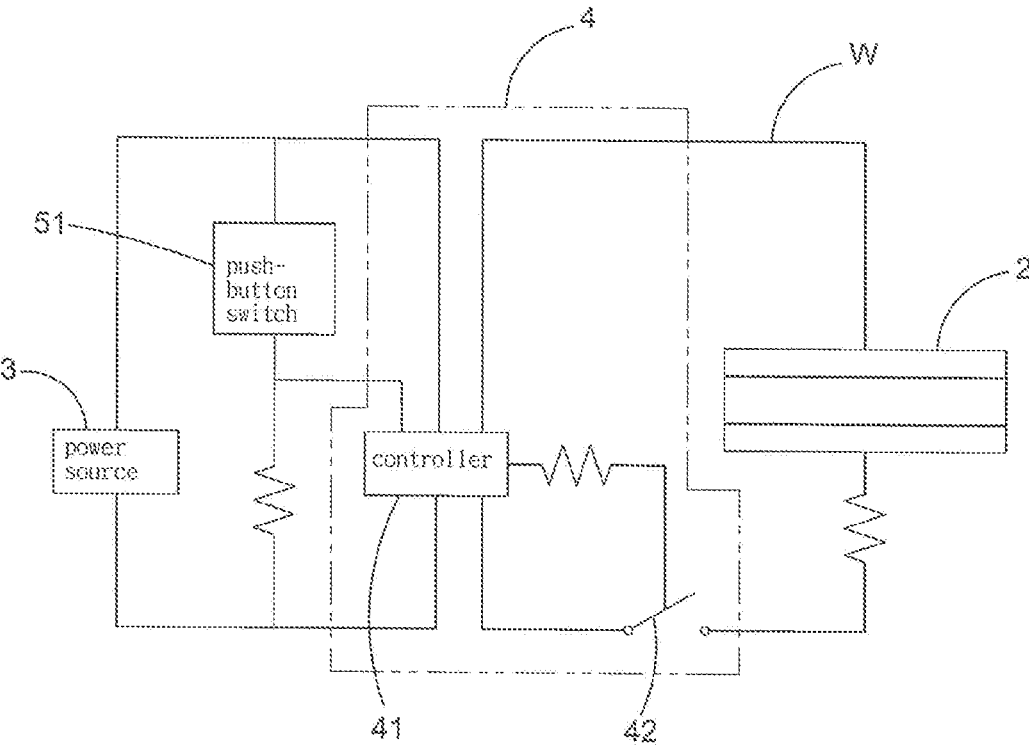 4
W
51
push-
button
switch
2
3
power
source
controller
41
42